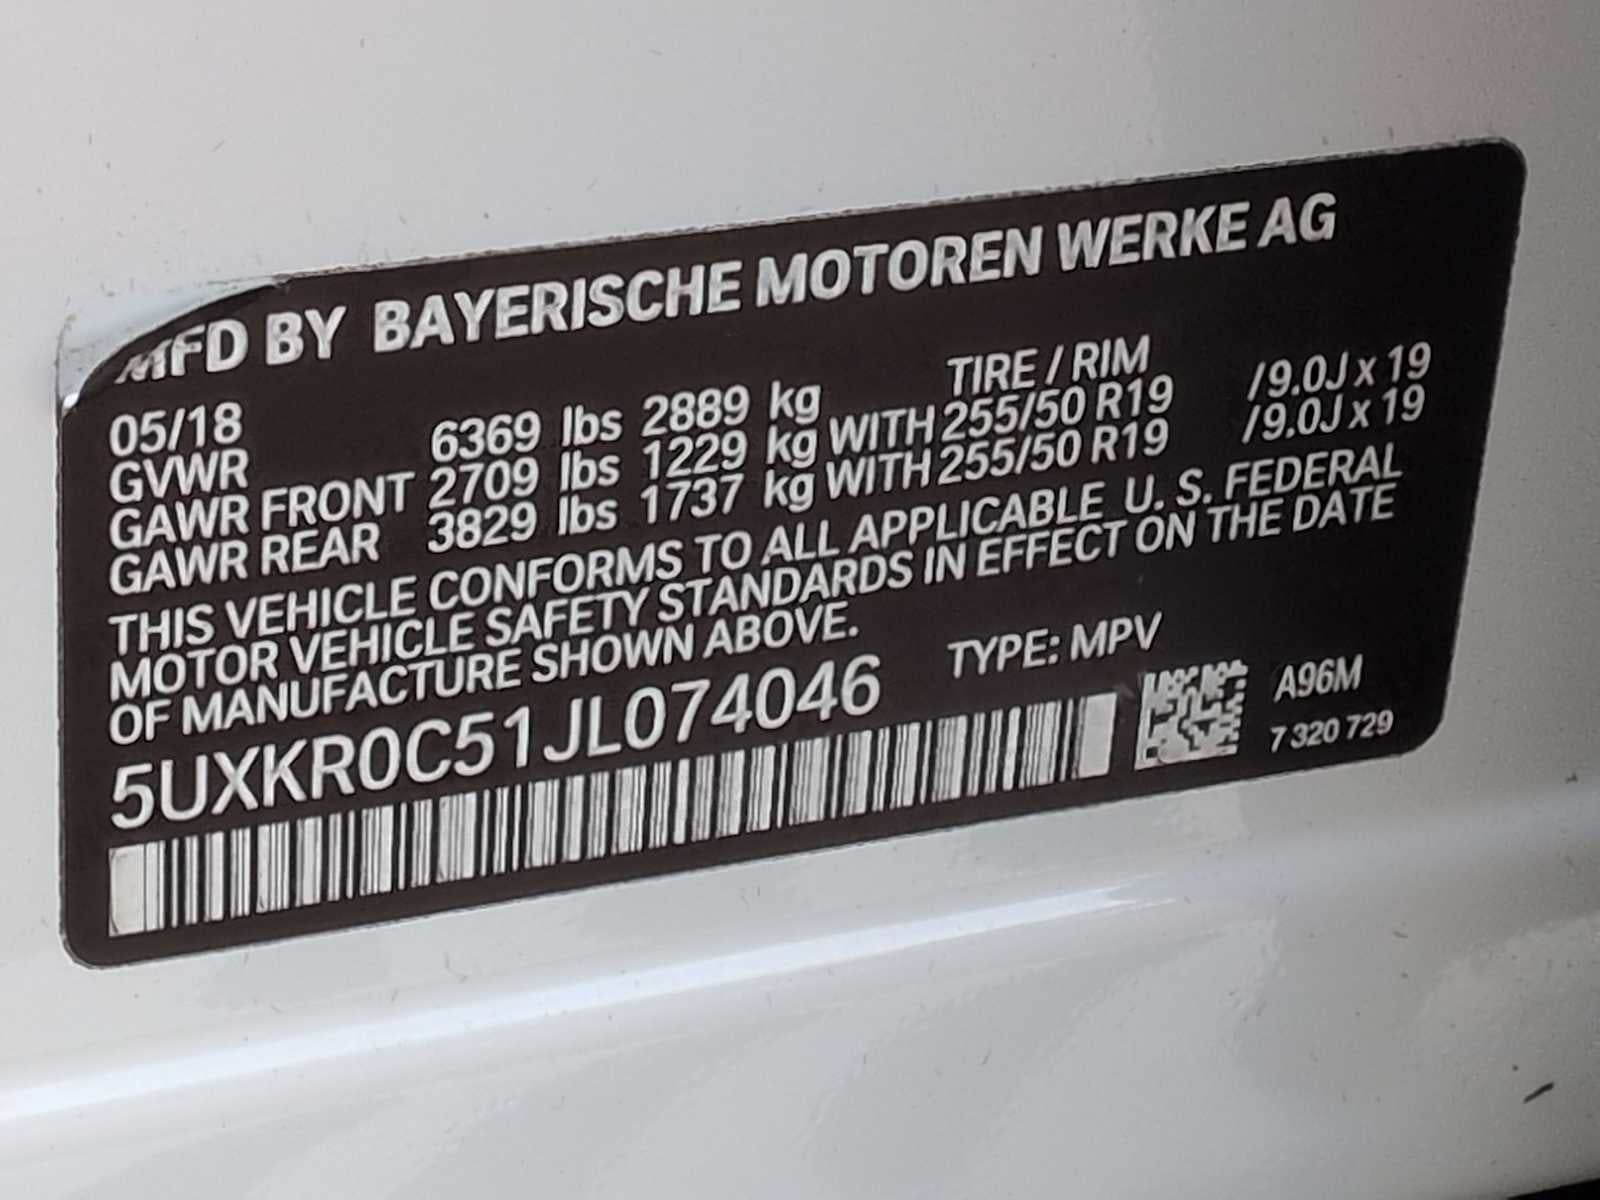 MFD BY BAYERISCHE MOTOREN WERKE AG
05/18 TIRE / RIM
GVWR 6369 lbs 2889 kg
GAWR FRONT 2709 lbs 1229 kg WITH 255/50 R19 /9.0J x 19
GAWR REAR 3829 lbs 1737 kg WITH 255/50 R19 /9.0J x 19
THIS VEHICLE CONFORMS TO ALL APPLICABLE U. S. FEDERAL
MOTOR VEHICLE SAFETY STANDARDS IN EFFECT ON THE DATE
OF MANUFACTURE SHOWN ABOVE.
5UXKR0C51JL074046 TYPE: MPV
A96M
7 320 729